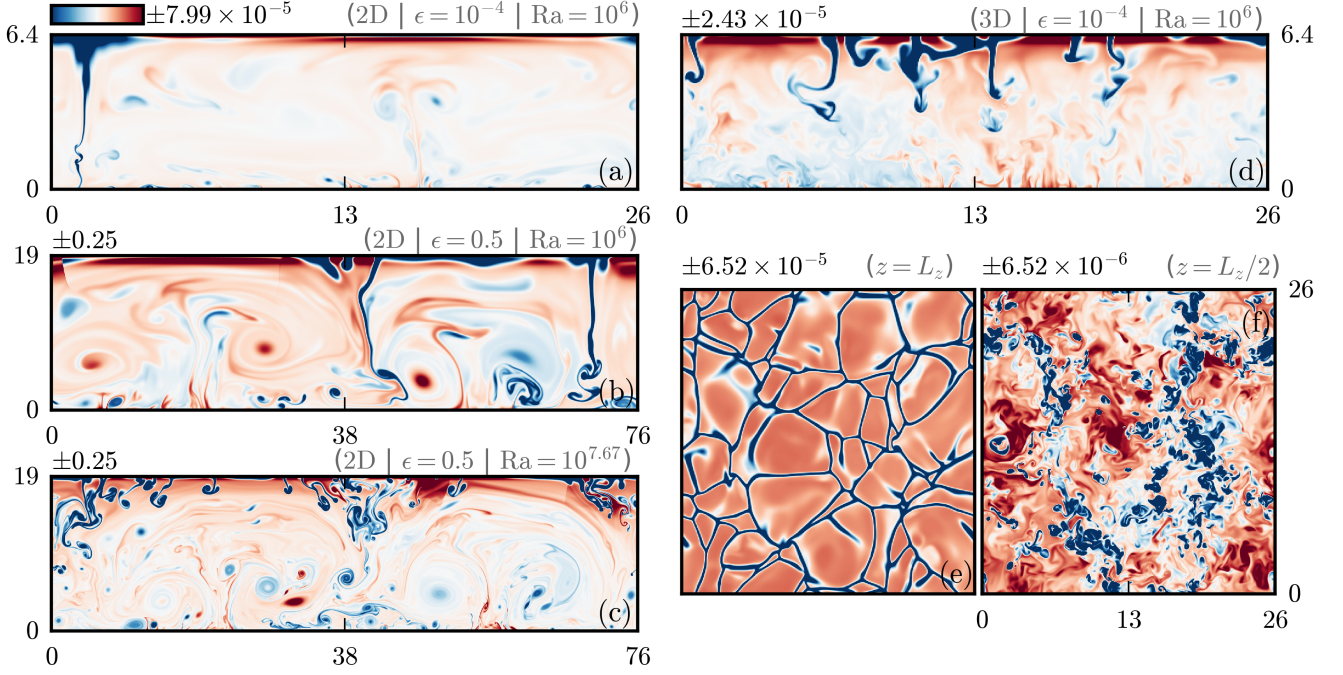 ±7.99 × 10⁻⁵ (2D | ϵ = 10⁻⁴ | Ra = 10⁶)
6.4
(a)
0
0 13 26
±0.25 (2D | ϵ = 0.5 | Ra = 10⁶)
19
(b)
0
0 38 76
±0.25 (2D | ϵ = 0.5 | Ra = 10⁷·⁶⁷)
19
(c)
0
0 38 76
±2.43 × 10⁻⁵ (3D | ϵ = 10⁻⁴ | Ra = 10⁶)
6.4
(d)
0
0 13 26
±6.52 × 10⁻⁵ (z = L_z)
(e)
±6.52 × 10⁻⁶ (z = L_z/2)
26
(f)
0
0 13 26